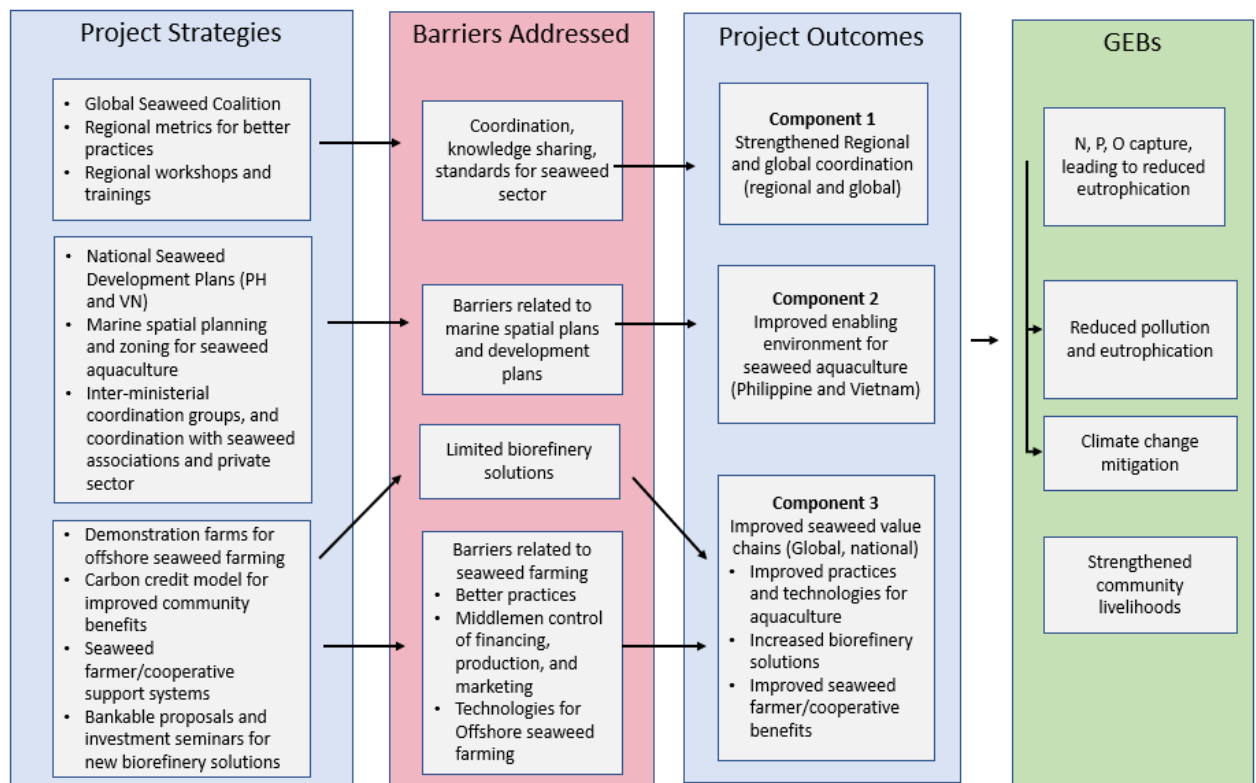 Project Strategies
• Global Seaweed Coalition
• Regional metrics for better
practices
• Regional workshops and
trainings
• National Seaweed
Development Plans (PH
and VN)
• Marine spatial planning
and zoning for seaweed
aquaculture
• Inter-ministerial
coordination groups, and
coordination with seaweed
associations and private
sector
• Demonstration farms for
offshore seaweed farming
• Carbon credit model for
improved community
benefits
• Seaweed
farmer/cooperative
support systems
• Bankable proposals and
investment seminars for
new biorefinery solutions
Barriers Addressed
Coordination,
knowledge sharing,
standards for seaweed
sector
Barriers related to
marine spatial plans
and development
plans
Limited biorefinery
solutions
Barriers related to
seaweed farming
• Better practices
• Middlemen control
of financing,
production, and
marketing
• Technologies for
Offshore seaweed
farming
Project Outcomes
Component 1
Strengthened Regional
and global coordination
(regional and global)
Component 2
Improved enabling
environment for
seaweed aquaculture
(Philippine and Vietnam)
Component 3
Improved seaweed value
chains (Global, national)
• Improved practices
and technologies for
aquaculture
• Increased biorefinery
solutions
• Improved seaweed
farmer/cooperative
benefits
GEBs
N, P, O capture,
leading to reduced
eutrophication
Reduced pollution
and eutrophication
Climate change
mitigation
Strengthened
community
livelihoods